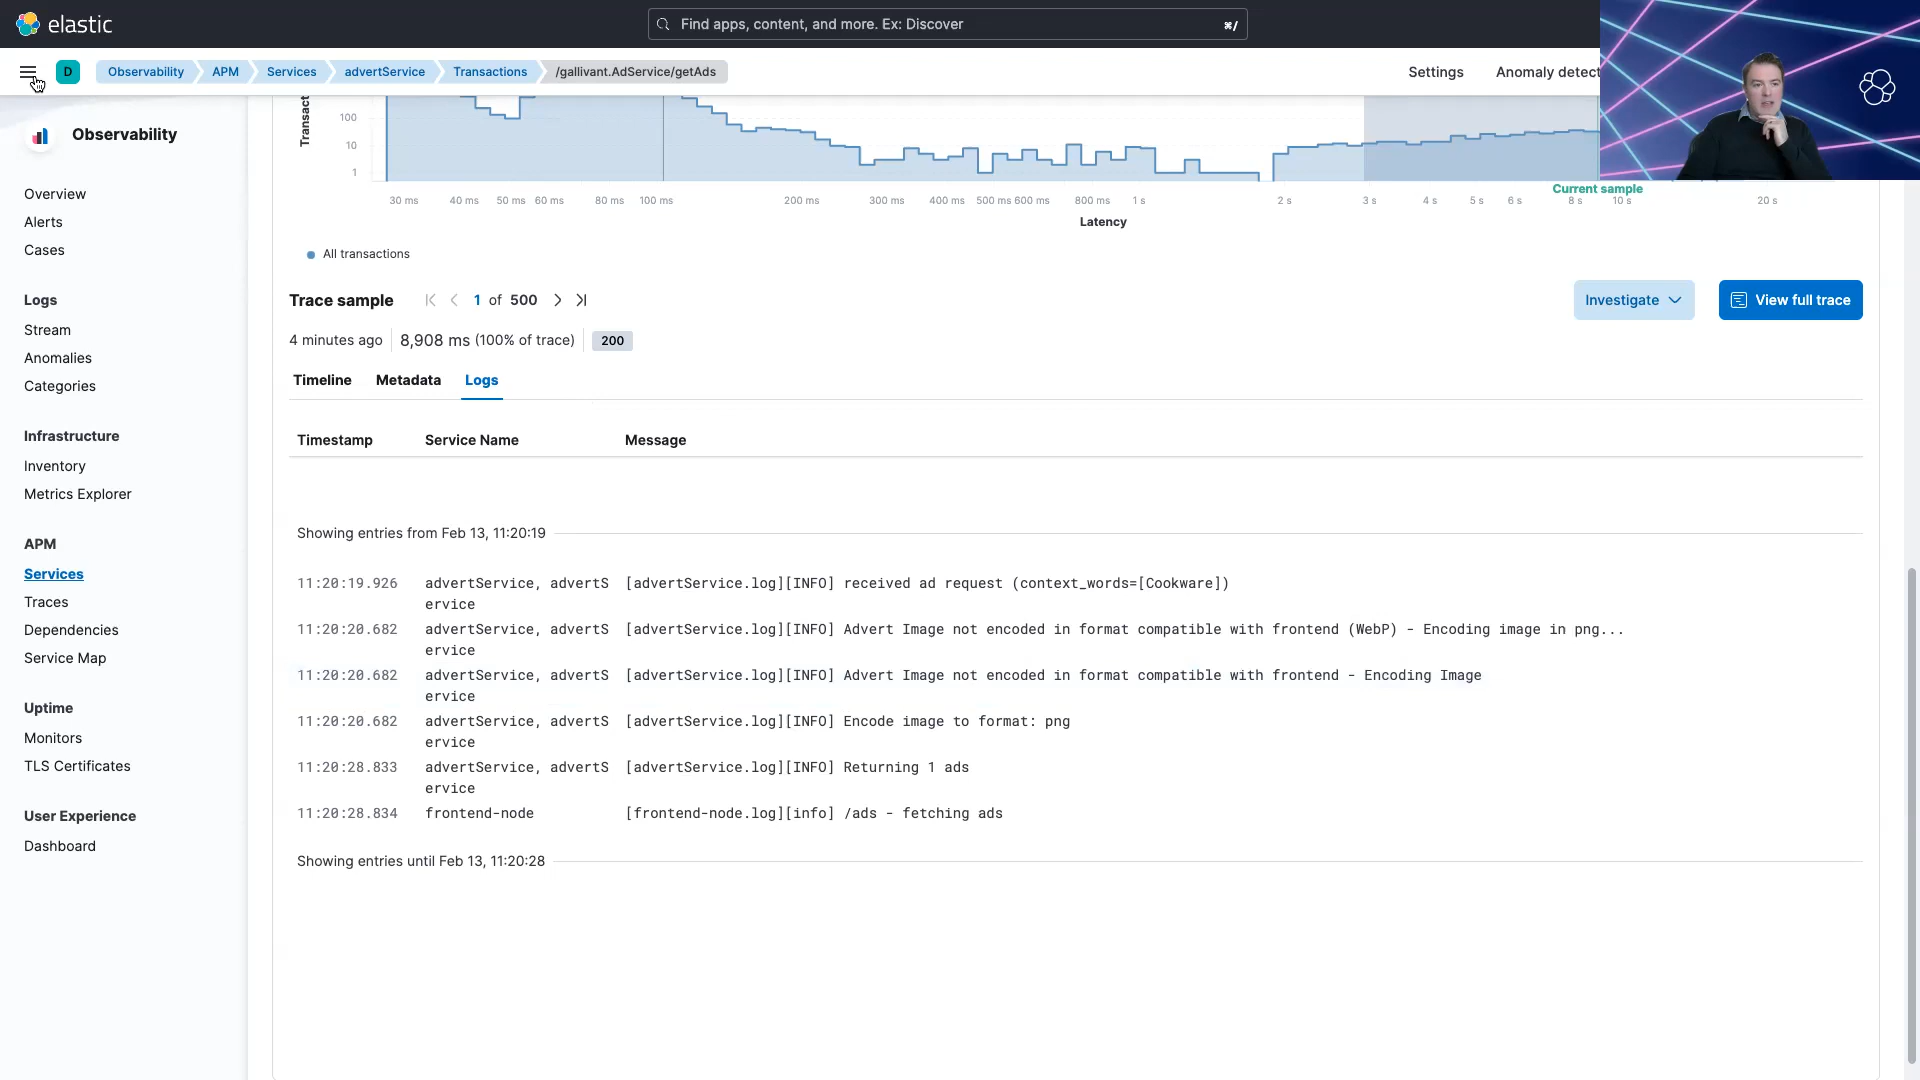 elastic
Find apps, content, and more. Ex: Discover
⌘/
D
Observability
APM
Services
advertService
Transactions
/gallivant.AdService/getAds
Settings
Anomaly detect
Observability
Overview
Alerts
Cases
Logs
Stream
Anomalies
Categories
Infrastructure
Inventory
Metrics Explorer
APM
Services
Traces
Dependencies
Service Map
Uptime
Monitors
TLS Certificates
User Experience
Dashboard
Transact
100
10
1
Current sample
30 ms 40 ms 50 ms 60 ms 80 ms 100 ms 200 ms 300 ms 400 ms 500 ms 600 ms 800 ms 1 s 2 s 3 s 4 s 5 s 6 s 8 s 10 s 20 s
Latency
All transactions
Trace sample 1 of 500
Investigate
View full trace
4 minutes ago 8,908 ms (100% of trace) 200
Timeline Metadata Logs
Timestamp Service Name Message
Showing entries from Feb 13, 11:20:19
11:20:19.926 advertService, advertS [advertService.log][INFO] received ad request (context_words=[Cookware])
ervice
11:20:20.682 advertService, advertS [advertService.log][INFO] Advert Image not encoded in format compatible with frontend (WebP) - Encoding image in png...
ervice
11:20:20.682 advertService, advertS [advertService.log][INFO] Advert Image not encoded in format compatible with frontend - Encoding Image
ervice
11:20:20.682 advertService, advertS [advertService.log][INFO] Encode image to format: png
ervice
11:20:28.833 advertService, advertS [advertService.log][INFO] Returning 1 ads
ervice
11:20:28.834 frontend-node [frontend-node.log][info] /ads - fetching ads
Showing entries until Feb 13, 11:20:28